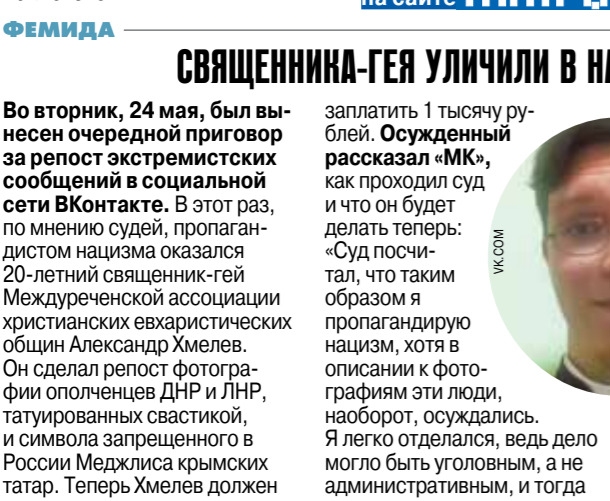 на сайте
ФЕМИДА
СВЯЩЕННИКА-ГЕЯ УЛИЧИЛИ В
Во вторник, 24 мая, был вы-
несен очередной приговор
за репост экстремистских
сообщений в социальной
сети ВКонтакте. В этот раз,
по мнению судей, пропаган-
дистом нацизма оказался
20-летний священник-гей
Междуреченской ассоциации
христианских евхаристических
общин Александр Хмелев.
Он сделал репост фотогра-
фии ополченцев ДНР и ЛНР,
татуированных свастикой,
и символа запрещенного в
России Меджлиса крымских
татар. Теперь Хмелев должен
заплатить 1 тысячу ру-
блей. Осужденный
рассказал «МК»,
как проходил суд
и что он будет
делать теперь:
«Суд посчи-
тал, что таким
образом я
пропагандирую
нацизм, хотя в
описании к фото-
графиям эти люди,
наоборот, осуждались.
Я легко отделался, ведь дело
могло быть уголовным, а не
административным, и тогда
VK.COM